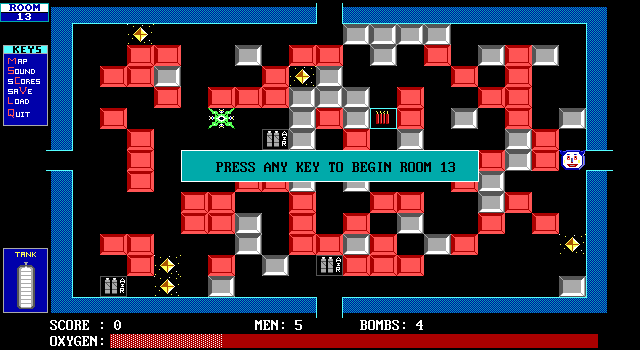 ROOM
13
KEYS
MAP
SOUND
SCORES
SAVE
LOAD
QUIT
PRESS ANY KEY TO BEGIN ROOM 13
TANK
SCORE : 0 MEN: 5 BOMBS: 4
OXYGEN: